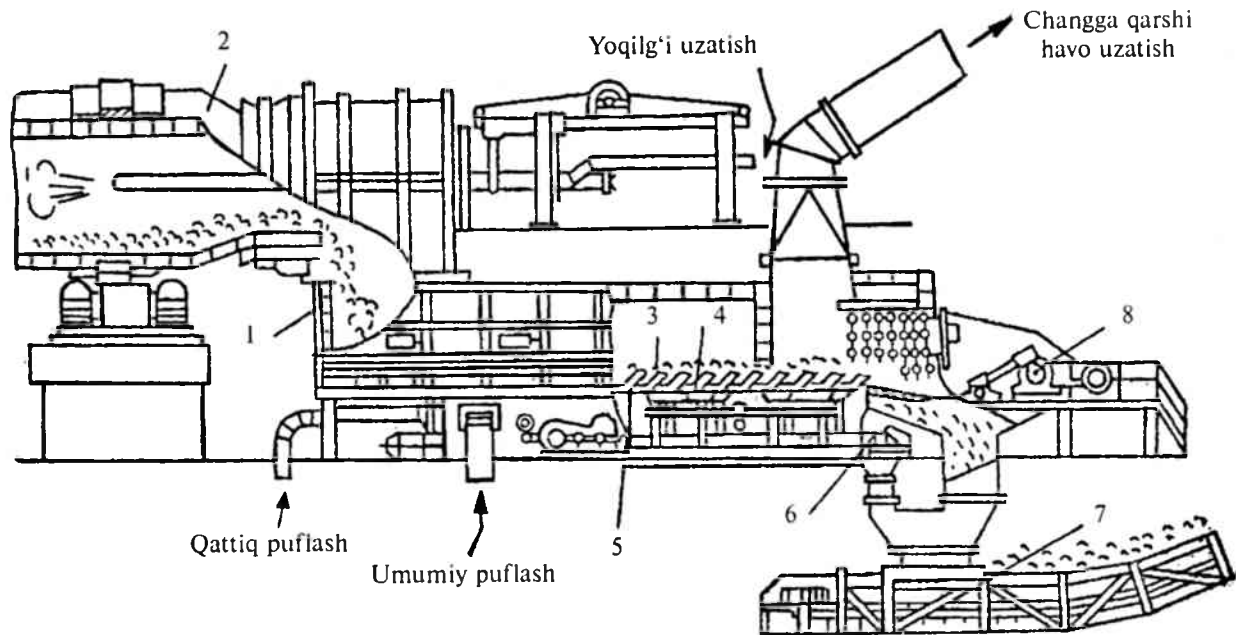 2
Yoqilg‘i uzatish
Changga qarshi
havo uzatish
1
3
4
8
Qattiq puflash
Umumiy puflash
5
6
7